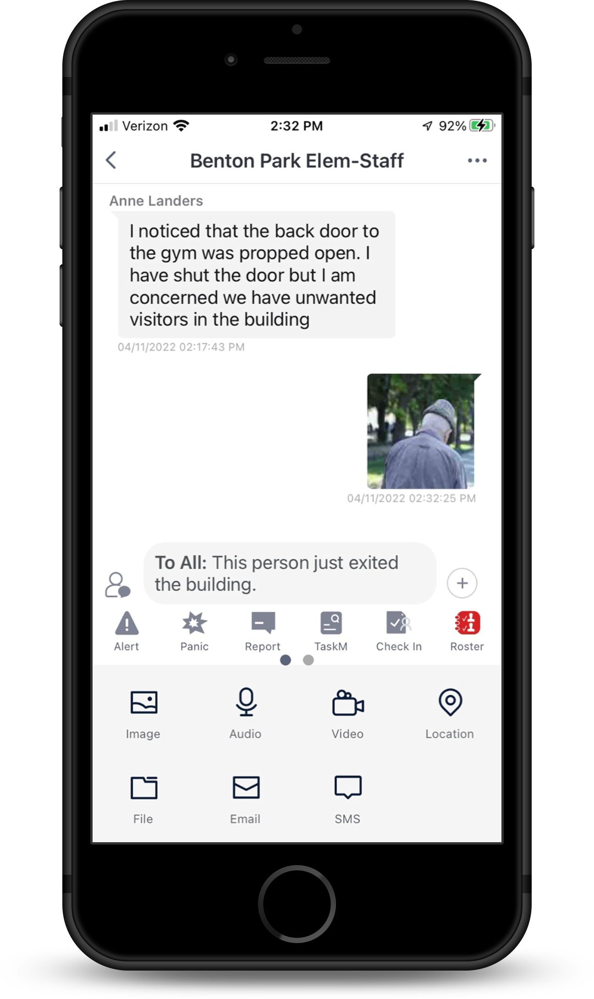 Verizon 2:32 PM 92%
Benton Park Elem-Staff
Anne Landers
I noticed that the back door to
the gym was propped open. I
have shut the door but I am
concerned we have unwanted
visitors in the building
04/11/2022 02:17:43 PM
04/11/2022 02:32:25 PM
To All: This person just exited
the building.
Alert Panic Report TaskM Check In Roster
Image Audio Video Location
File Email SMS